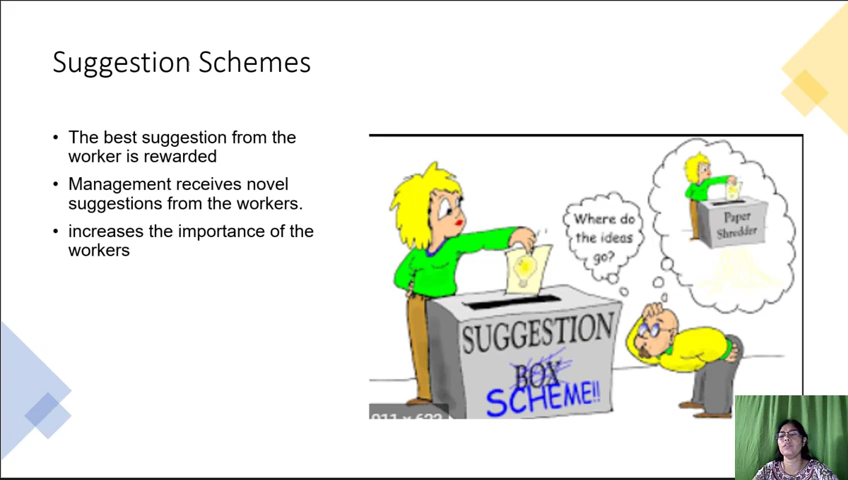 Suggestion Schemes
• The best suggestion from the
worker is rewarded
• Management receives novel
suggestions from the workers.
• increases the importance of the
workers
Where do
the ideas
go?
Paper
Shredder
SUGGESTION
BOX
SCHEME!!